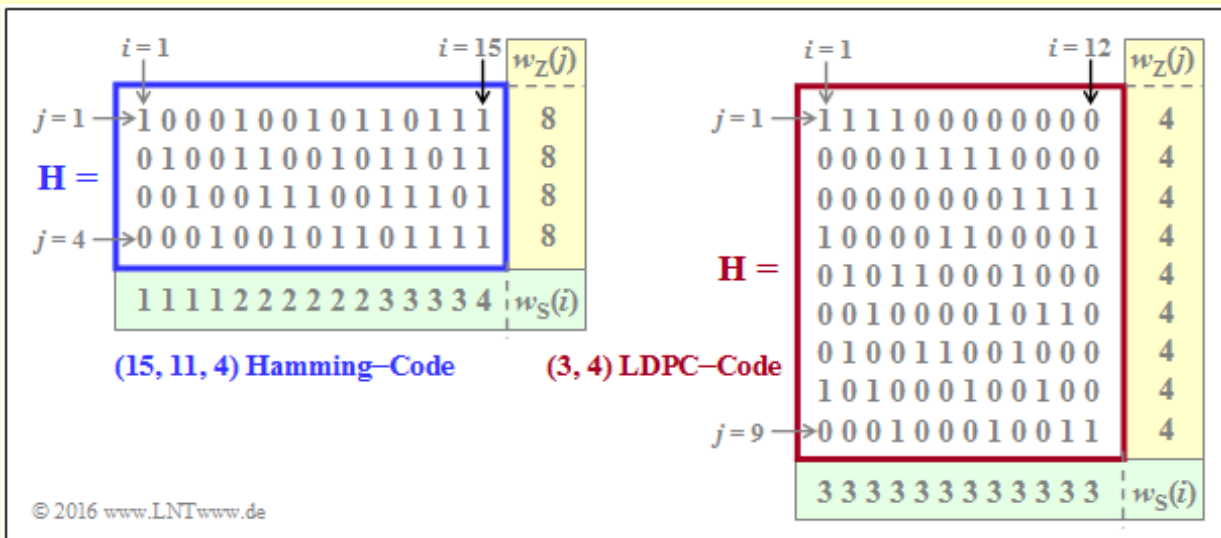 i = 1 i = 15 w_Z(j)
j = 1 1 0 0 0 1 0 0 1 0 1 1 0 1 1 1 8
0 1 0 0 1 1 0 0 1 0 1 1 0 1 1 8
H =
0 0 1 0 0 1 1 1 0 0 1 1 1 0 1 8
j = 4 0 0 0 1 0 0 1 0 1 1 0 1 1 1 1 8
1 1 1 1 2 2 2 2 2 2 3 3 3 3 4 w_S(i)
(15, 11, 4) Hamming–Code
i = 1 i = 12 w_Z(j)
j = 1 1 1 1 1 0 0 0 0 0 0 0 0 4
0 0 0 0 1 1 1 1 0 0 0 0 4
0 0 0 0 0 0 0 0 1 1 1 1 4
1 0 0 0 0 1 1 0 0 0 0 1 4
H =
0 1 0 1 1 0 0 0 1 0 0 0 4
0 0 1 0 0 0 0 1 0 1 1 0 4
0 1 0 0 1 1 0 0 1 0 0 0 4
1 0 1 0 0 0 1 0 0 1 0 0 4
j = 9 0 0 0 1 0 0 0 1 0 0 1 1 4
3 3 3 3 3 3 3 3 3 3 3 3 w_S(i)
(3, 4) LDPC–Code
© 2016 www.LNTwww.de